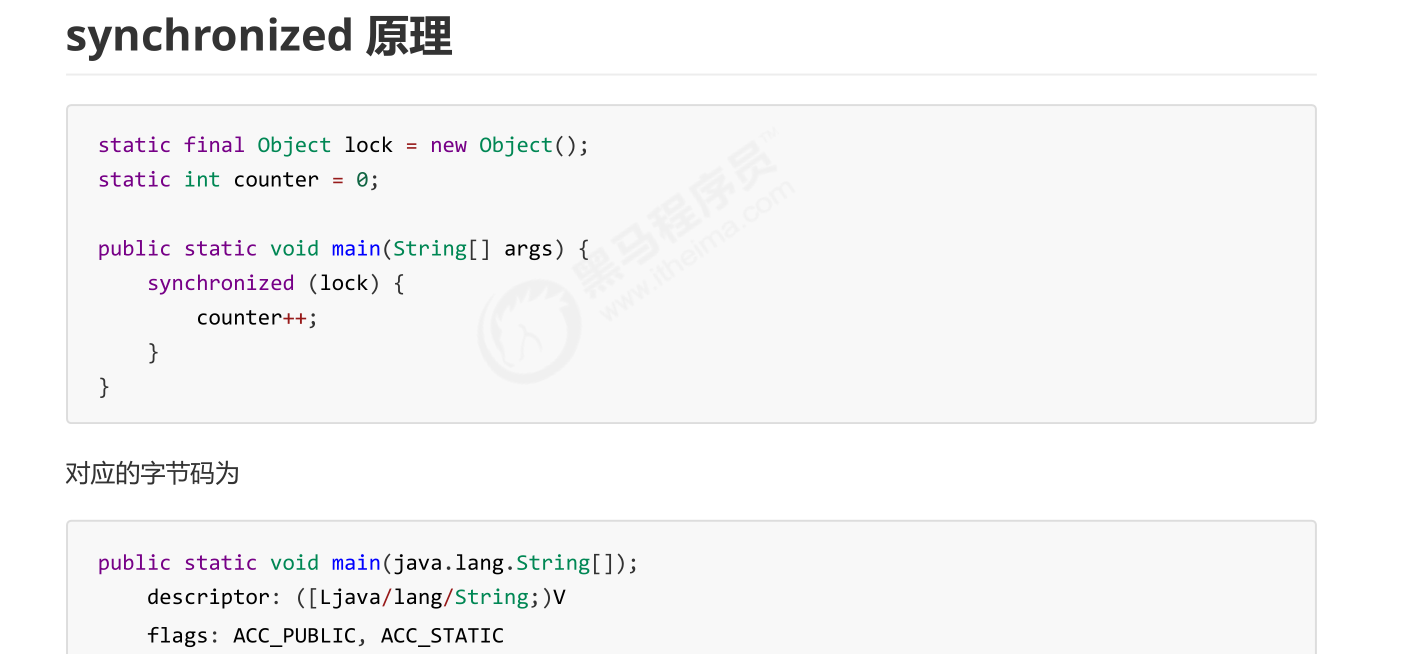 synchronized 原理
static final Object lock = new Object();
static int counter = 0;
public static void main(String[] args) {
    synchronized (lock) {
        counter++;
    }
}
黑马程序员™
www.itheima.com
对应的字节码为
public static void main(java.lang.String[]);
    descriptor: ([Ljava/lang/String;)V
    flags: ACC_PUBLIC, ACC_STATIC